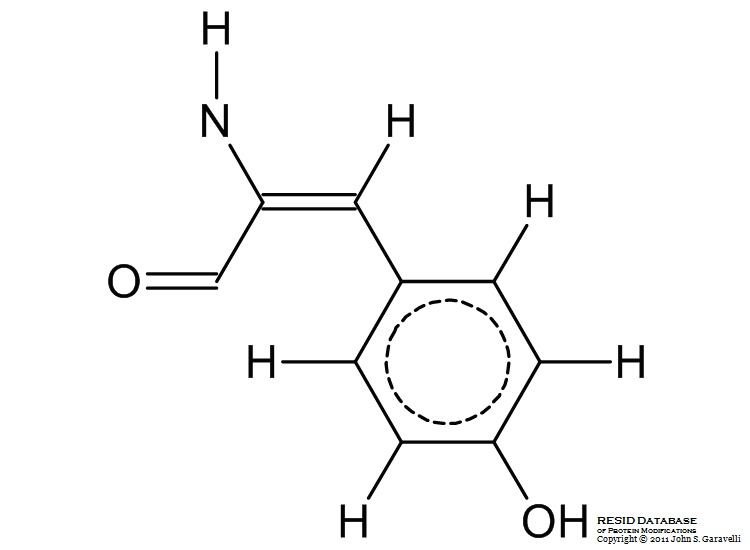 H
N
H
H
O
H
H
H
OH
RESID DATABASE
OF PROTEIN MODIFICATIONS
Copyright © 2011 John S. Garavelli